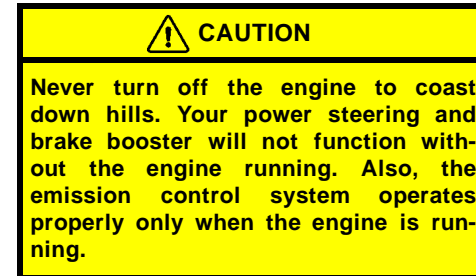 CAUTION
Never turn off the engine to coast
down hills. Your power steering and
brake booster will not function with-
out the engine running. Also, the
emission control system operates
properly only when the engine is run-
ning.